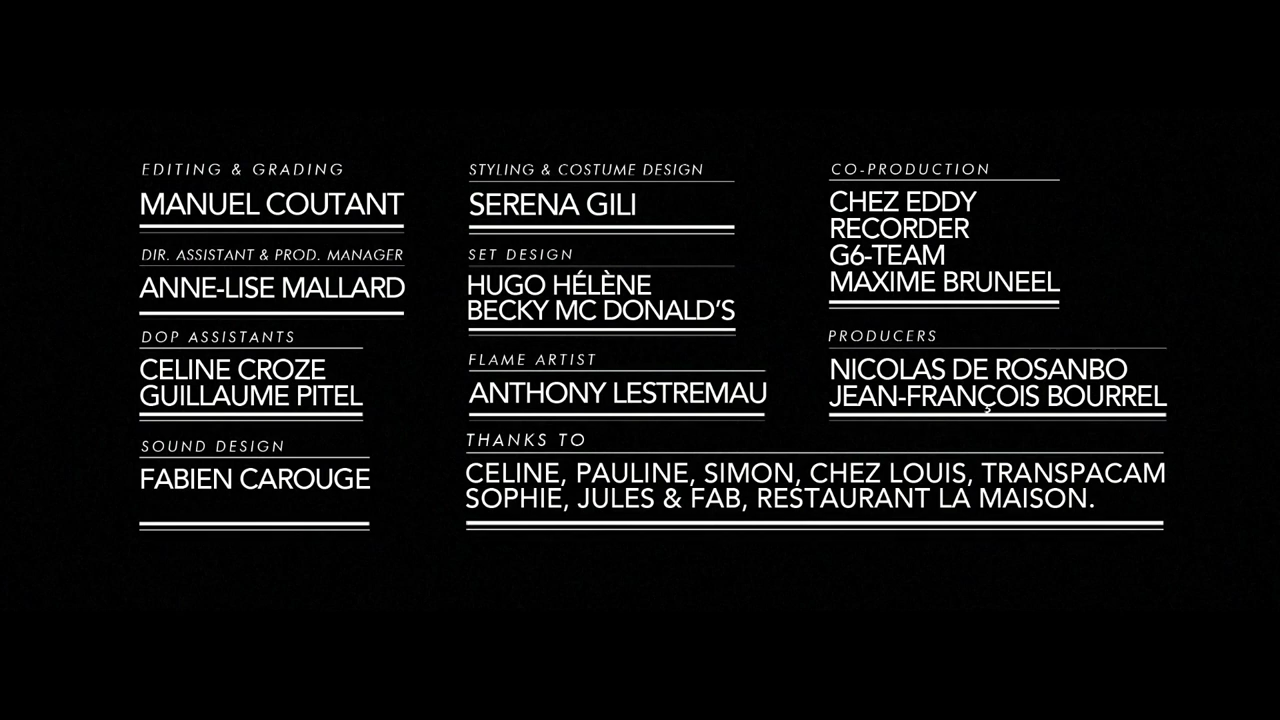 EDITING & GRADING
MANUEL COUTANT
DIR. ASSISTANT & PROD. MANAGER
ANNE-LISE MALLARD
DOP ASSISTANTS
CELINE CROZE
GUILLAUME PITEL
SOUND DESIGN
FABIEN CAROUGE
STYLING & COSTUME DESIGN
SERENA GILI
SET DESIGN
HUGO HÉLÈNE
BECKY MC DONALD'S
FLAME ARTIST
ANTHONY LESTREMAU
CO-PRODUCTION
CHEZ EDDY
RECORDER
G6-TEAM
MAXIME BRUNEEL
PRODUCERS
NICOLAS DE ROSANBO
JEAN-FRANÇOIS BOURREL
THANKS TO
CELINE, PAULINE, SIMON, CHEZ LOUIS, TRANSPACAM
SOPHIE, JULES & FAB, RESTAURANT LA MAISON.